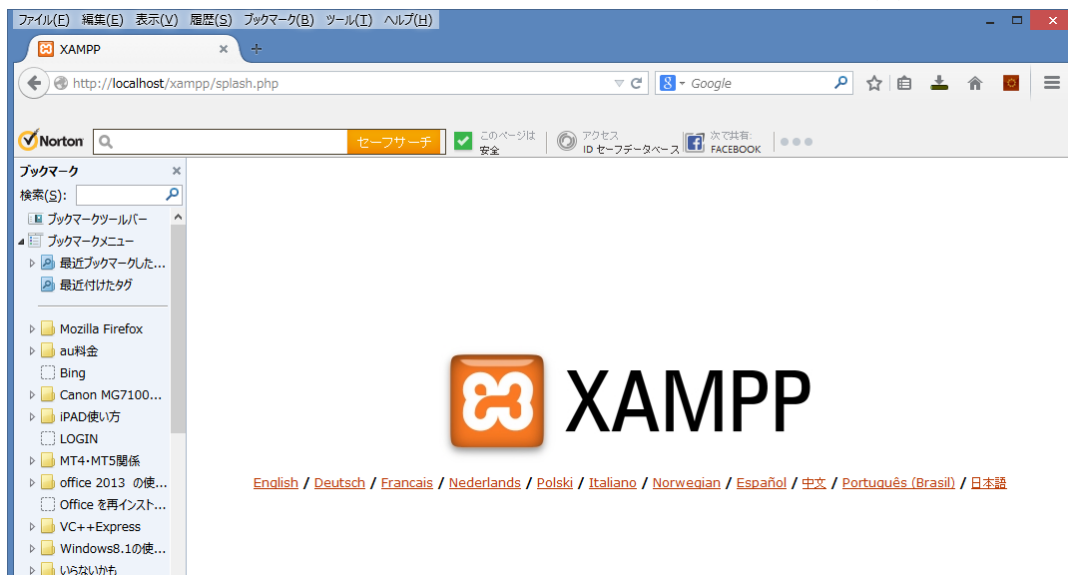 ファイル(F) 編集(E) 表示(V) 履歴(S) ブックマーク(B) ツール(T) ヘルプ(H)
XAMPP
http://localhost/xampp/splash.php
Google
Norton
セーフサーチ
このページは
安全
アクセス
ID セーフデータベース
次で共有:
FACEBOOK
ブックマーク
検索(S):
ブックマークツールバー
ブックマークメニュー
最近ブックマークした...
最近付けたタグ
Mozilla Firefox
au料金
Bing
Canon MG7100...
iPAD使い方
LOGIN
MT4・MT5関係
office 2013 の使...
Office を再インスト...
VC++Express
Windows8.1の使...
いらないかも
XAMPP
English / Deutsch / Francais / Nederlands / Polski / Italiano / Norwegian / Español / 中文 / Português (Brasil) / 日本語